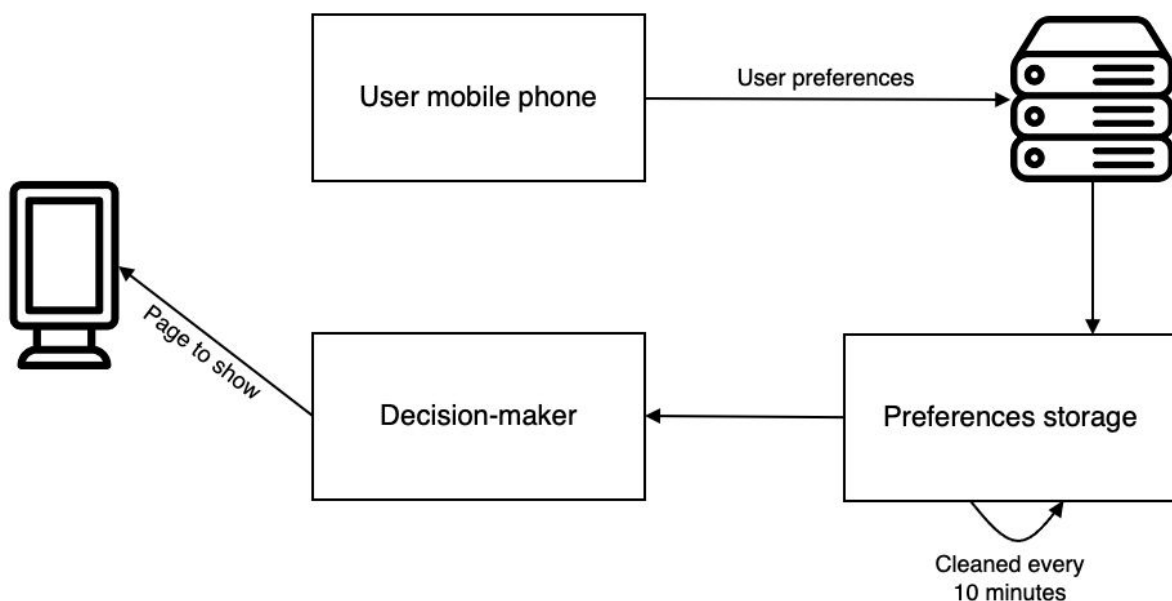 User mobile phone
User preferences
Page to show
Decision-maker
Preferences storage
Cleaned every
10 minutes